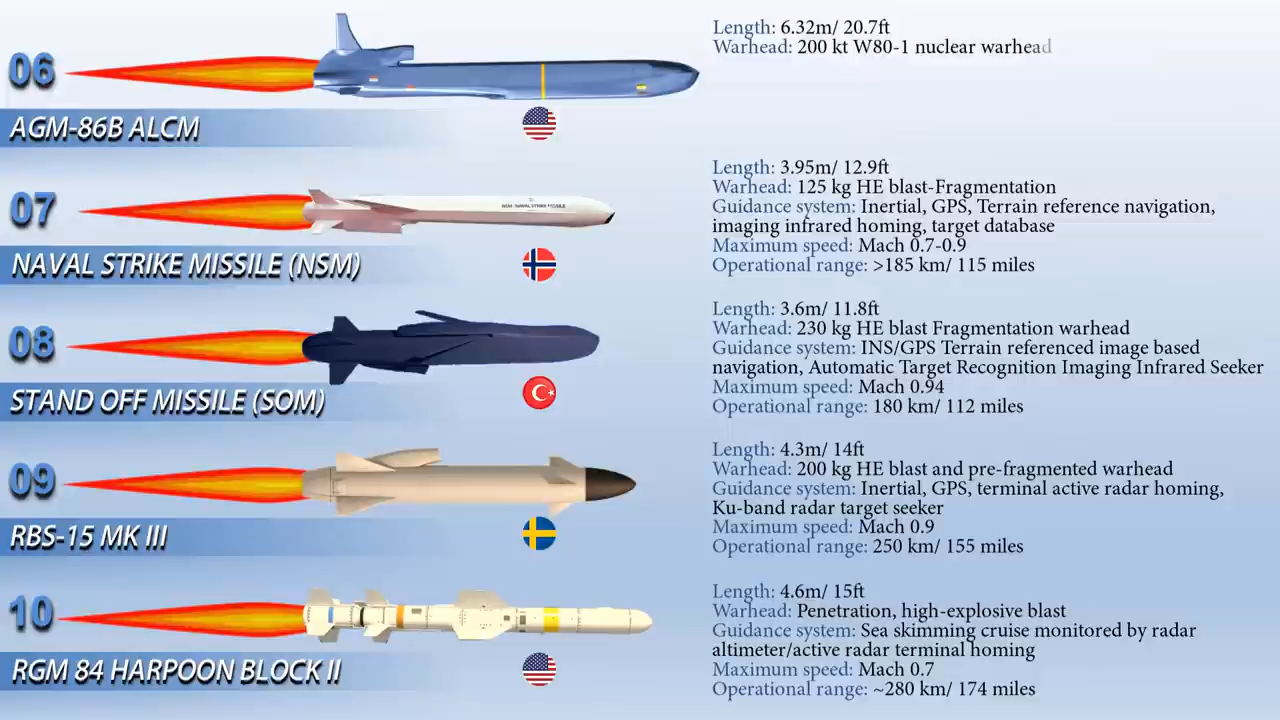 06
AGM-86B ALCM
Length: 6.32m/ 20.7ft
Warhead: 200 kt W80-1 nuclear warhead
07
NSM - NAVAL STRIKE MISSILE
NAVAL STRIKE MISSILE (NSM)
Length: 3.95m/ 12.9ft
Warhead: 125 kg HE blast-Fragmentation
Guidance system: Inertial, GPS, Terrain reference navigation,
imaging infrared homing, target database
Maximum speed: Mach 0.7-0.9
Operational range: >185 km/ 115 miles
08
STAND OFF MISSILE (SOM)
Length: 3.6m/ 11.8ft
Warhead: 230 kg HE blast Fragmentation warhead
Guidance system: INS/GPS Terrain referenced image based
navigation, Automatic Target Recognition Imaging Infrared Seeker
Maximum speed: Mach 0.94
Operational range: 180 km/ 112 miles
09
RBS-15 MK III
Length: 4.3m/ 14ft
Warhead: 200 kg HE blast and pre-fragmented warhead
Guidance system: Inertial, GPS, terminal active radar homing,
Ku-band radar target seeker
Maximum speed: Mach 0.9
Operational range: 250 km/ 155 miles
10
RGM 84 HARPOON BLOCK II
Length: 4.6m/ 15ft
Warhead: Penetration, high-explosive blast
Guidance system: Sea skimming cruise monitored by radar
altimeter/active radar terminal homing
Maximum speed: Mach 0.7
Operational range: ~280 km/ 174 miles